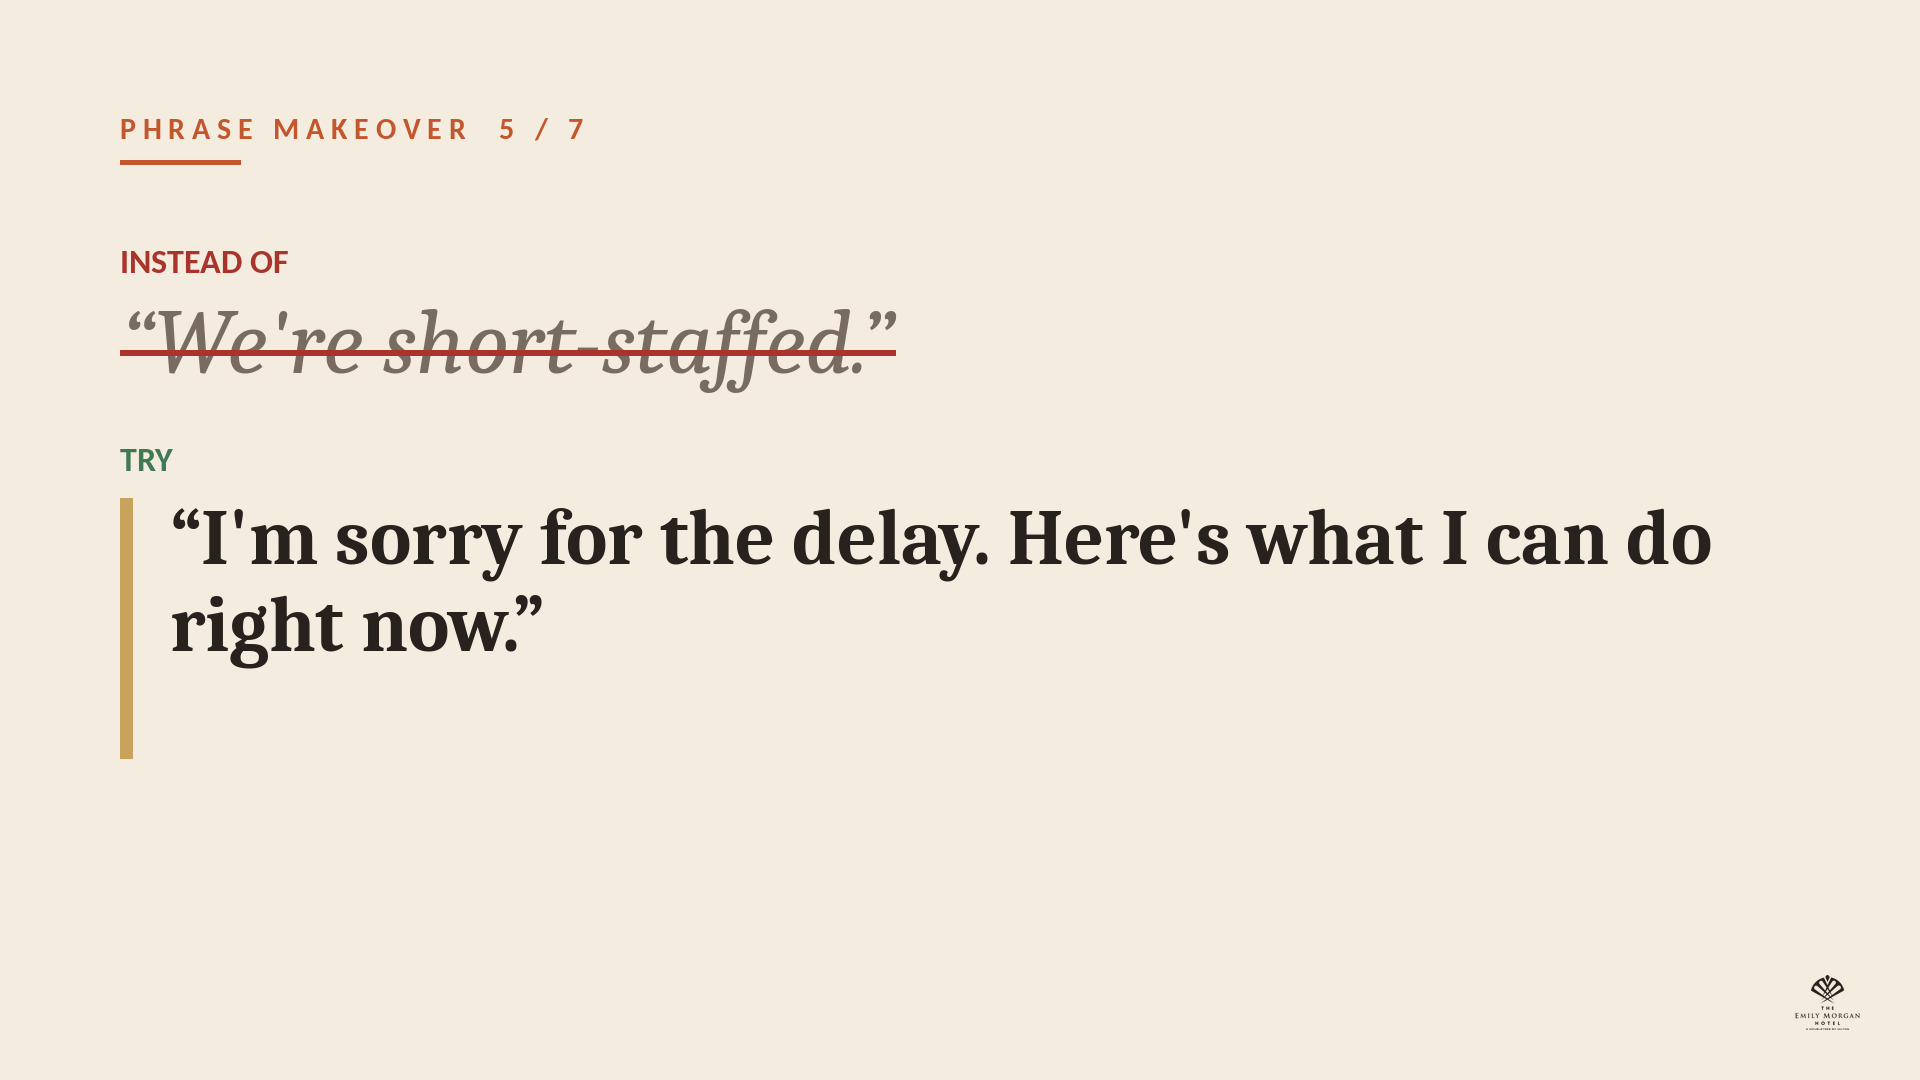 PHRASE MAKEOVER 5 / 7
INSTEAD OF
“We're short-staffed.”
TRY
“I'm sorry for the delay. Here's what I can do
right now.”
THE
EMILY MORGAN
HOTEL